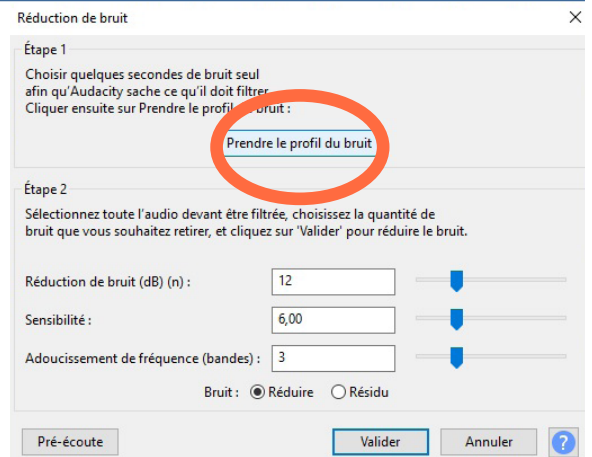 Réduction de bruit
Étape 1
Choisir quelques secondes de bruit seul
afin qu'Audacity sache ce qu'il doit filtrer
Cliquer ensuite sur Prendre le profil bruit :
Prendre le profil du bruit
Étape 2
Sélectionnez toute l'audio devant être filtrée, choisissez la quantité de
bruit que vous souhaitez retirer, et cliquez sur 'Valider' pour réduire le bruit.
Réduction de bruit (dB) (n) : 12
Sensibilité : 6,00
Adoucissement de fréquence (bandes) : 3
Bruit : Réduire Résidu
Pré-écoute Valider Annuler ?